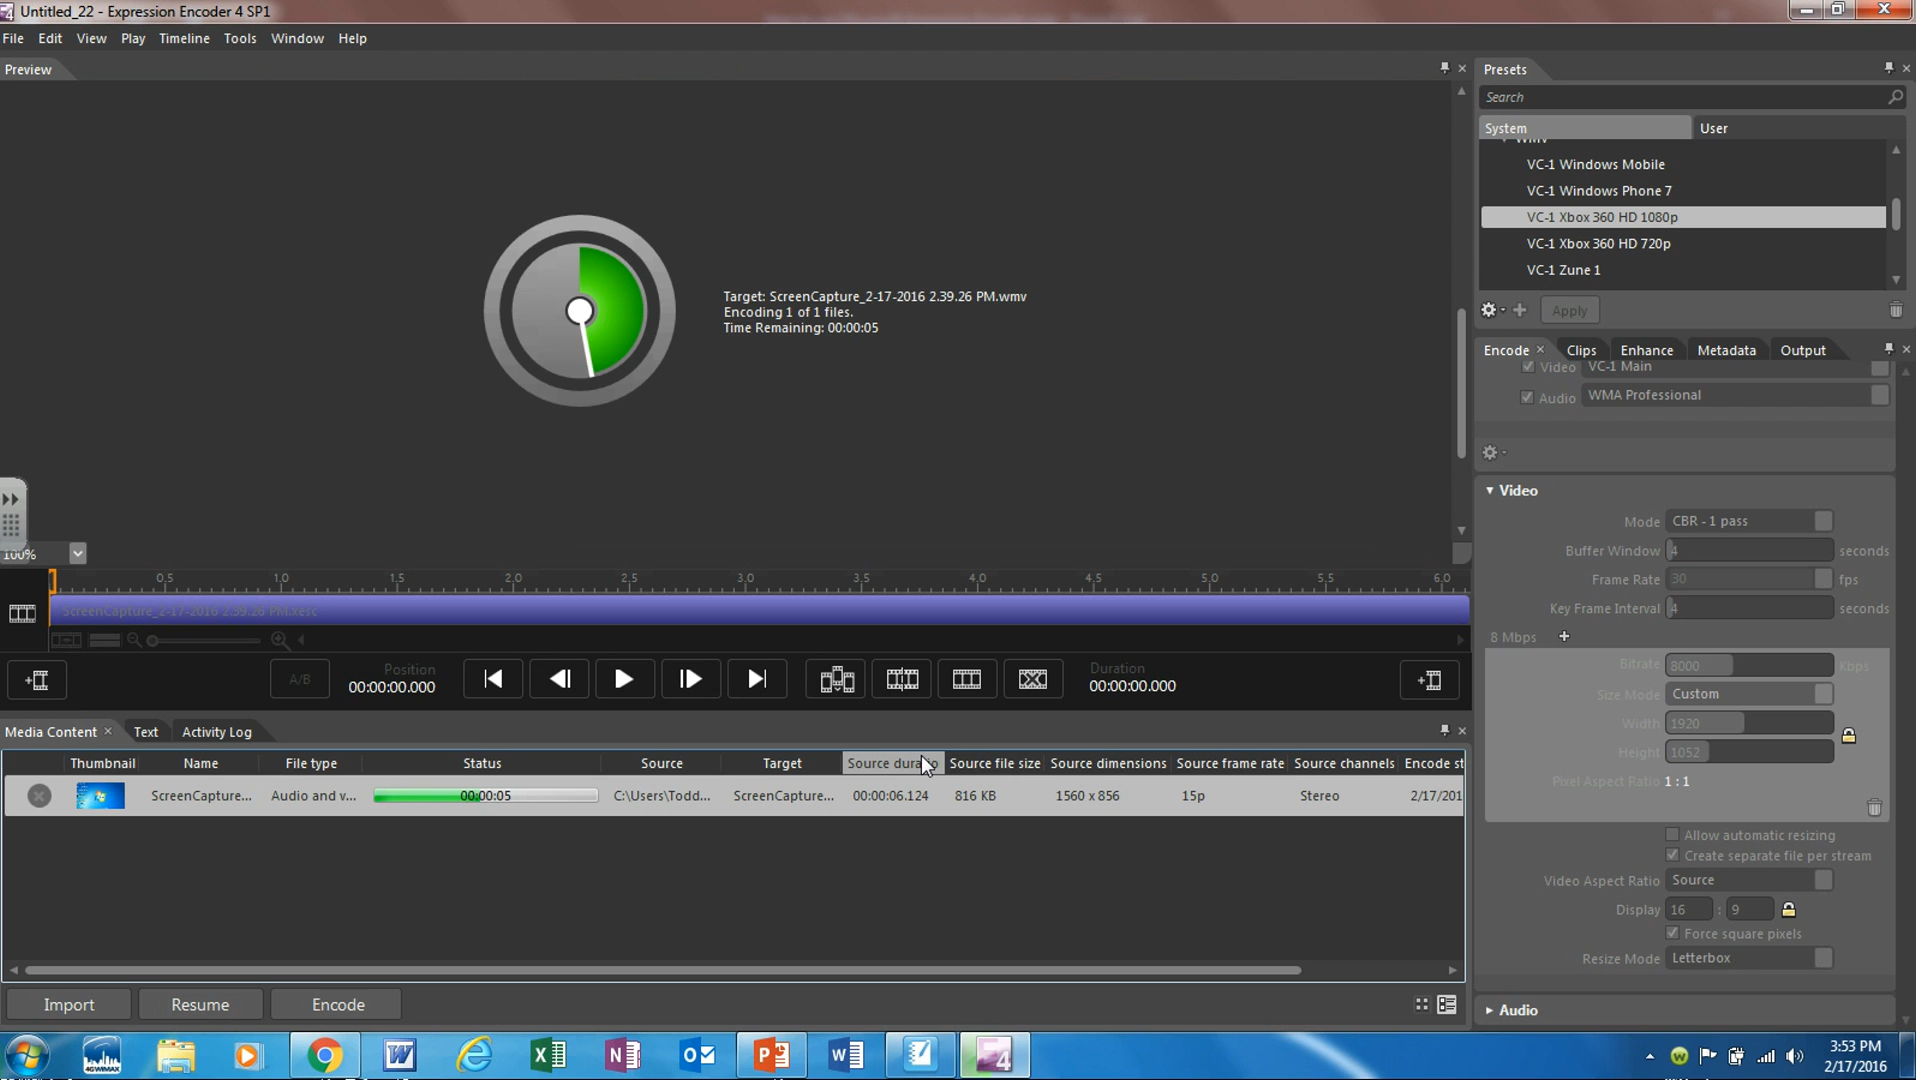 Untitled_22 - Expression Encoder 4 SP1
File Edit View Play Timeline Tools Window Help
Preview
Target: ScreenCapture_2-17-2016 2.39.26 PM.wmv
Encoding 1 of 1 files.
Time Remaining: 00:00:05
100%
0.5 1.0 1.5 2.0 2.5 3.0 3.5 4.0 4.5 5.0 5.5 6.0
ScreenCapture_2-17-2016 2.39.26 PM.xesc
A/B
Position
00:00:00.000
Duration
00:00:00.000
Media Content Text Activity Log
Thumbnail Name File type Status Source Target Source duratio Source file size Source dimensions Source frame rate Source channels Encode st
ScreenCapture... Audio and v... 00:00:05 C:\Users\Todd... ScreenCapture... 00:00:06.124 816 KB 1560 x 856 15p Stereo 2/17/201
Import Resume Encode
Presets
Search
System User
VC-1 Windows Mobile
VC-1 Windows Phone 7
VC-1 Xbox 360 HD 1080p
VC-1 Xbox 360 HD 720p
VC-1 Zune 1
Apply
Encode Clips Enhance Metadata Output
Video VC-1 Main
Audio WMA Professional
Video
Mode CBR - 1 pass
Buffer Window 4 seconds
Frame Rate 30 fps
Key Frame Interval 4 seconds
8 Mbps
Bitrate 8000 Kbps
Size Mode Custom
Width 1920
Height 1052
Pixel Aspect Ratio 1 : 1
Allow automatic resizing
Create separate file per stream
Video Aspect Ratio Source
Display 16 : 9
Force square pixels
Resize Mode Letterbox
Audio
4GWIMAX
3:53 PM
2/17/2016